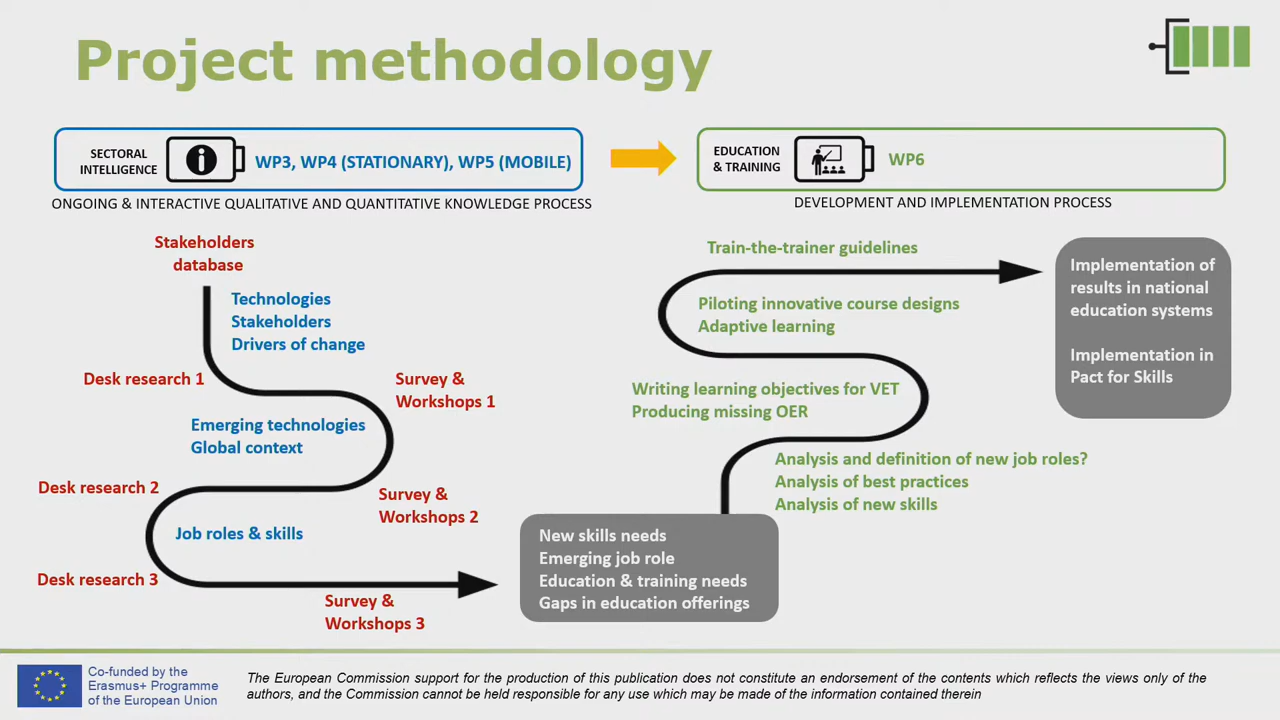 Project methodology
SECTORAL
INTELLIGENCE
WP3, WP4 (STATIONARY), WP5 (MOBILE)
ONGOING & INTERACTIVE QUALITATIVE AND QUANTITATIVE KNOWLEDGE PROCESS
EDUCATION
& TRAINING
WP6
DEVELOPMENT AND IMPLEMENTATION PROCESS
Stakeholders
database
Technologies
Stakeholders
Drivers of change
Desk research 1
Survey &
Workshops 1
Emerging technologies
Global context
Desk research 2
Survey &
Workshops 2
Job roles & skills
Desk research 3
Survey &
Workshops 3
New skills needs
Emerging job role
Education & training needs
Gaps in education offerings
Analysis and definition of new job roles?
Analysis of best practices
Analysis of new skills
Writing learning objectives for VET
Producing missing OER
Piloting innovative course designs
Adaptive learning
Train-the-trainer guidelines
Implementation of
results in national
education systems
Implementation in
Pact for Skills
Co-funded by the
Erasmus+ Programme
of the European Union
The European Commission support for the production of this publication does not constitute an endorsement of the contents which reflects the views only of the
authors, and the Commission cannot be held responsible for any use which may be made of the information contained therein